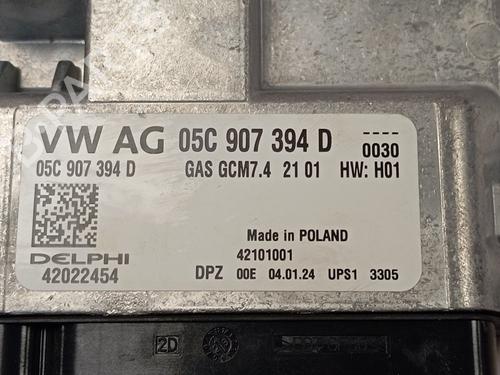 VW AG 05C 907 394 D ----
0030
05C 907 394 D GAS GCM7.4 21 01 HW: H01
Made in POLAND
DELPHI 42101001
42022454 DPZ 00E 04.01.24 UPS1 3305
2D